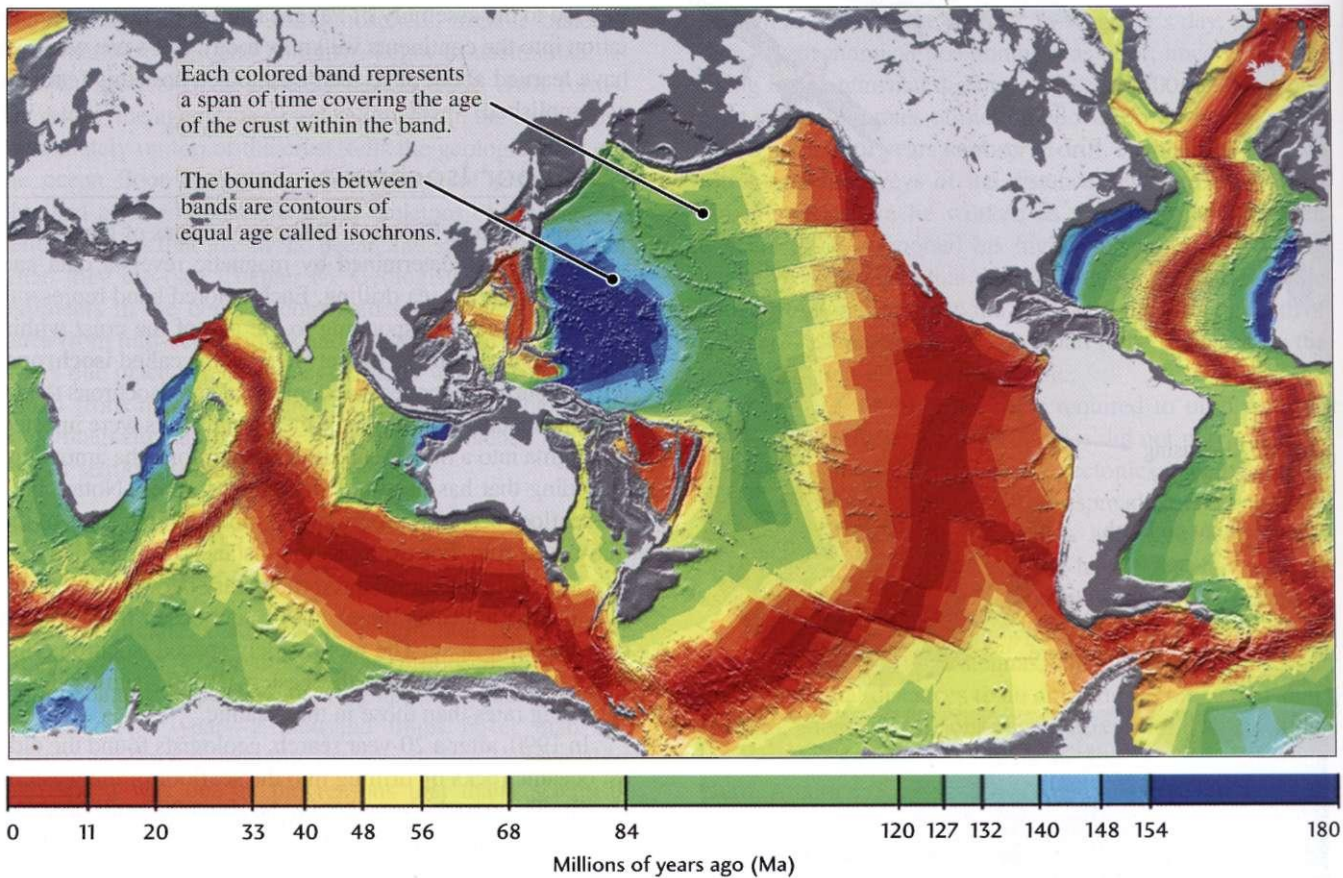 Each colored band represents
a span of time covering the age
of the crust within the band.
The boundaries between
bands are contours of
equal age called isochrons.
0 11 20 33 40 48 56 68 84 120 127 132 140 148 154 180
Millions of years ago (Ma)